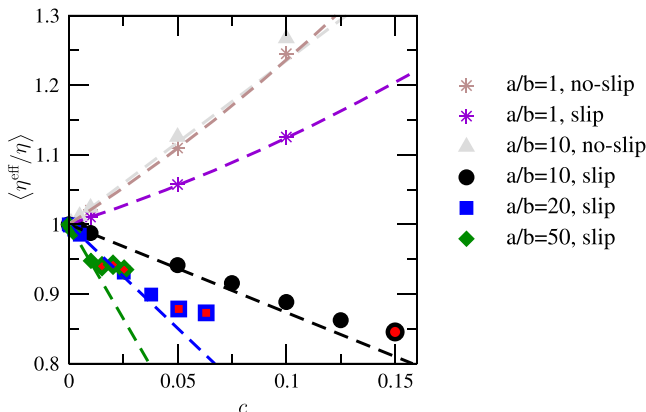 1.3
1.2
1.1
1
0.9
0.8
⟨η^eff/η⟩
0 0.05 0.1 0.15
c
a/b=1, no-slip
a/b=1, slip
a/b=10, no-slip
a/b=10, slip
a/b=20, slip
a/b=50, slip